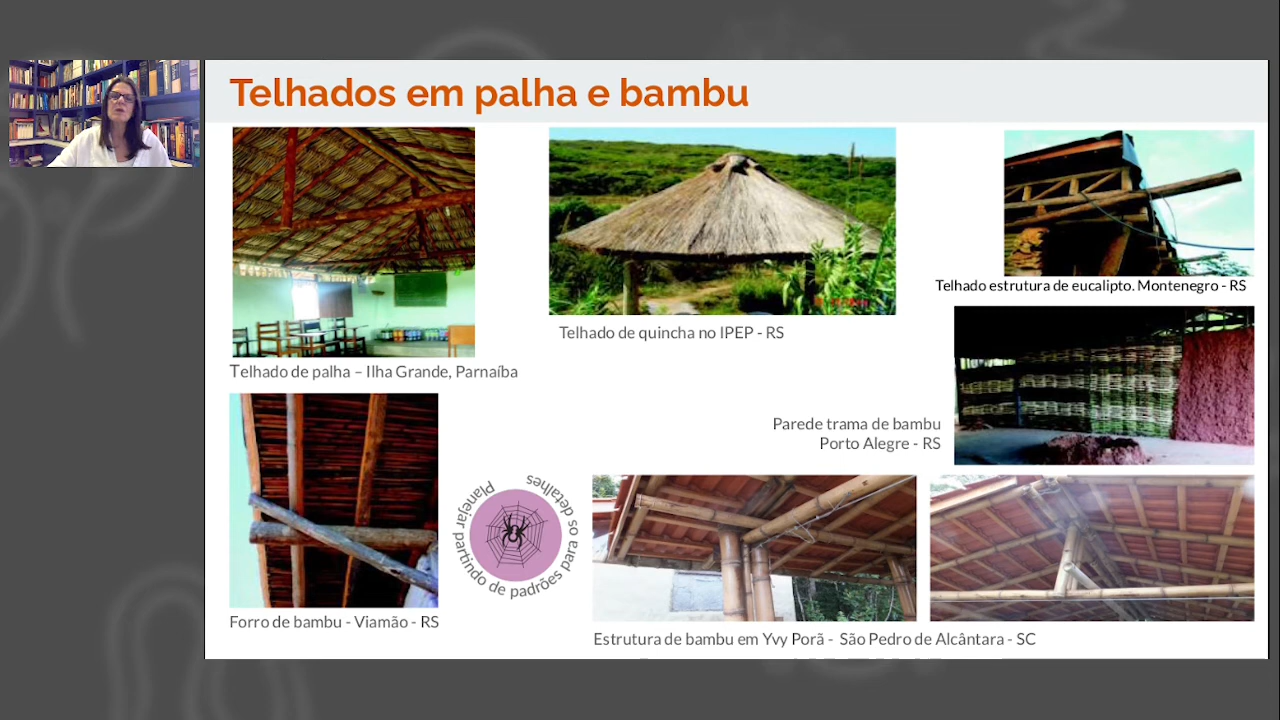 Telhados em palha e bambu
Telhado estrutura de eucalipto. Montenegro - RS
Telhado de quincha no IPEP - RS
Telhado de palha – Ilha Grande, Parnaíba
Parede trama de bambu
Porto Alegre - RS
Planejar partindo de padrões para os detalhes
Forro de bambu - Viamão - RS
Estrutura de bambu em Yvy Porã - São Pedro de Alcântara - SC